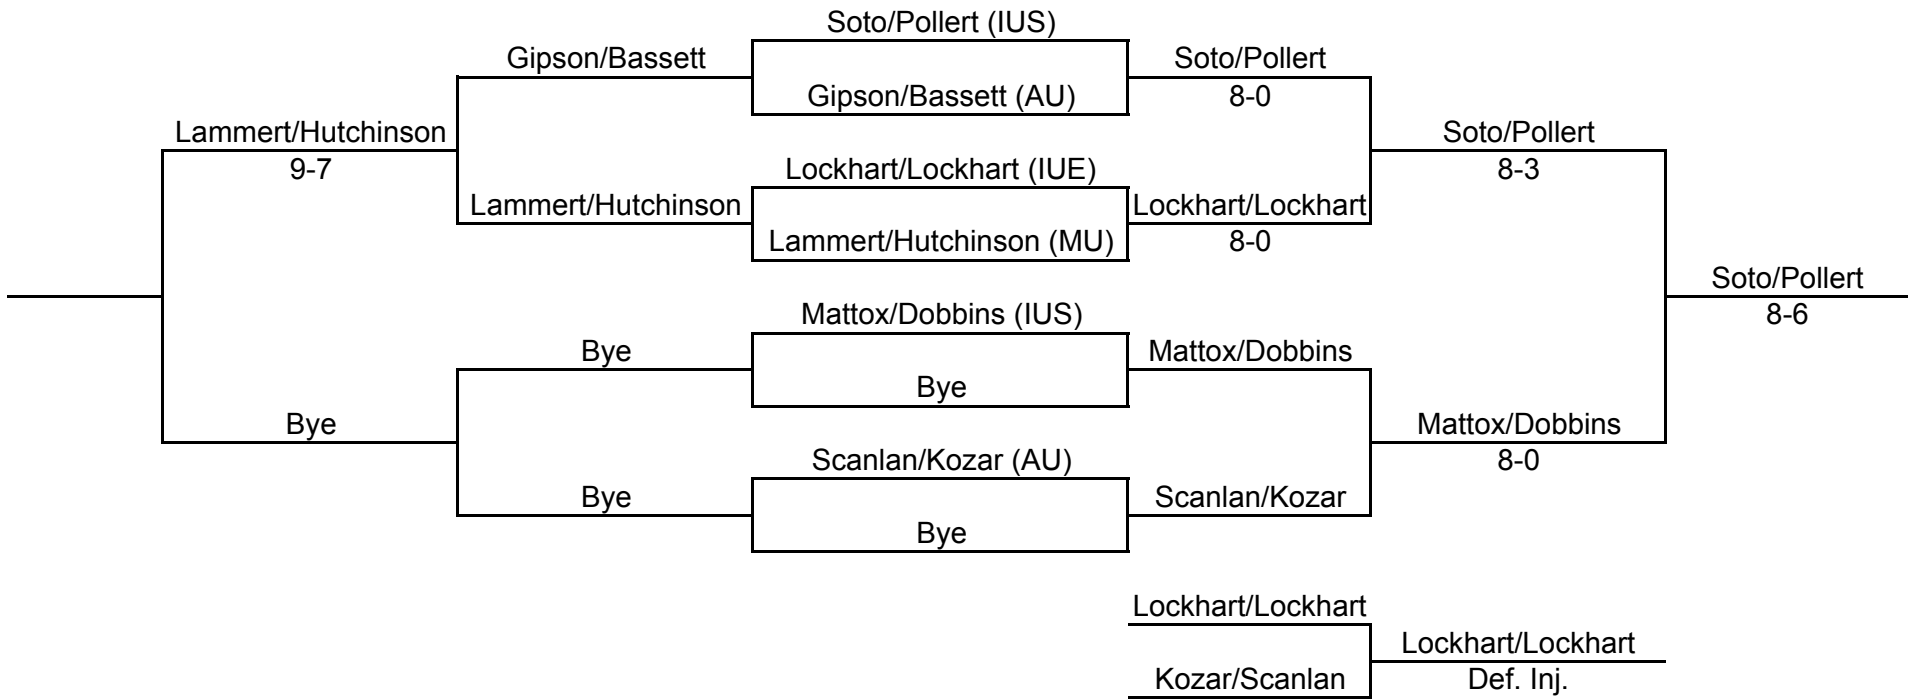 Soto/Pollert (IUS)
Gipson/Bassett
Soto/Pollert
Gipson/Bassett (AU)
8-0
Lammert/Hutchinson
Soto/Pollert
9-7
Lockhart/Lockhart (IUE)
8-3
Lammert/Hutchinson
Lockhart/Lockhart
Lammert/Hutchinson (MU)
8-0
Soto/Pollert
Mattox/Dobbins (IUS)
8-6
Bye
Mattox/Dobbins
Bye
Bye
Mattox/Dobbins
Scanlan/Kozar (AU)
8-0
Bye
Scanlan/Kozar
Bye
Lockhart/Lockhart
Lockhart/Lockhart
Kozar/Scanlan
Def. Inj.